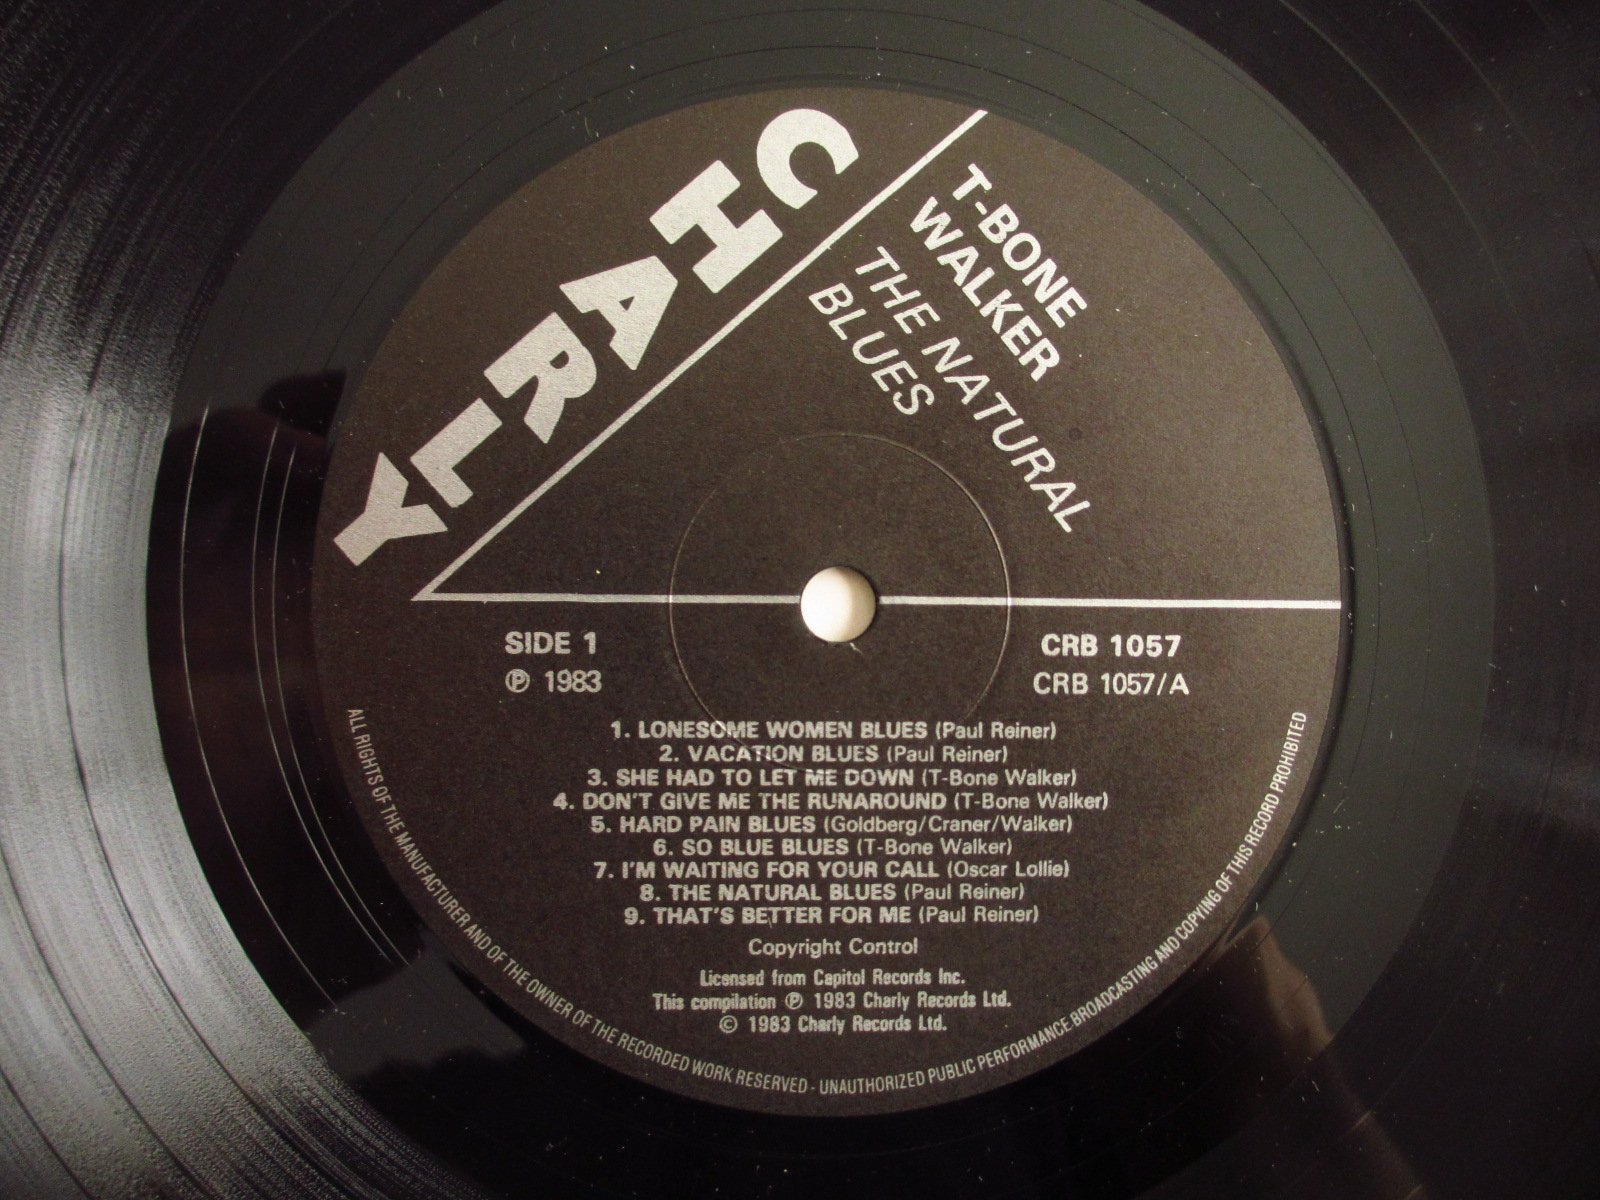 CHARLY
T-BONE
WALKER
THE NATURAL
BLUES
SIDE 1
℗ 1983
CRB 1057
CRB 1057/A
1. LONESOME WOMEN BLUES (Paul Reiner)
2. VACATION BLUES (Paul Reiner)
3. SHE HAD TO LET ME DOWN (T-Bone Walker)
4. DON'T GIVE ME THE RUNAROUND (T-Bone Walker)
5. HARD PAIN BLUES (Goldberg/Craner/Walker)
6. SO BLUE BLUES (T-Bone Walker)
7. I'M WAITING FOR YOUR CALL (Oscar Lollie)
8. THE NATURAL BLUES (Paul Reiner)
9. THAT'S BETTER FOR ME (Paul Reiner)
Copyright Control
Licensed from Capitol Records Inc.
This compilation ℗ 1983 Charly Records Ltd.
© 1983 Charly Records Ltd.
ALL RIGHTS OF THE MANUFACTURER AND OF THE OWNER OF THE RECORDED WORK RESERVED - UNAUTHORIZED PUBLIC PERFORMANCE, BROADCASTING AND COPYING OF THIS RECORD PROHIBITED